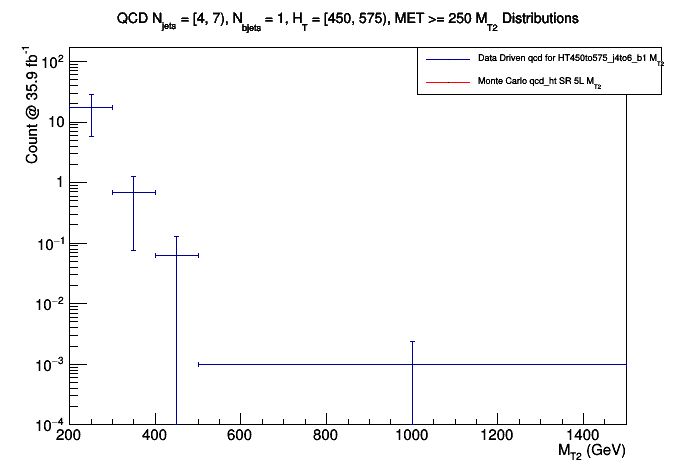 QCD N_jets = [4, 7), N_bjets = 1, H_T = [450, 575), MET >= 250 M_T2 Distributions
Data Driven qcd for HT450to575_j4to6_b1 M_T2
Monte Carlo qcd_ht SR 5L M_T2
Count @ 35.9 fb⁻¹
10²
10
1
10⁻¹
10⁻²
10⁻³
10⁻⁴
200 400 600 800 1000 1200 1400
M_T2 (GeV)